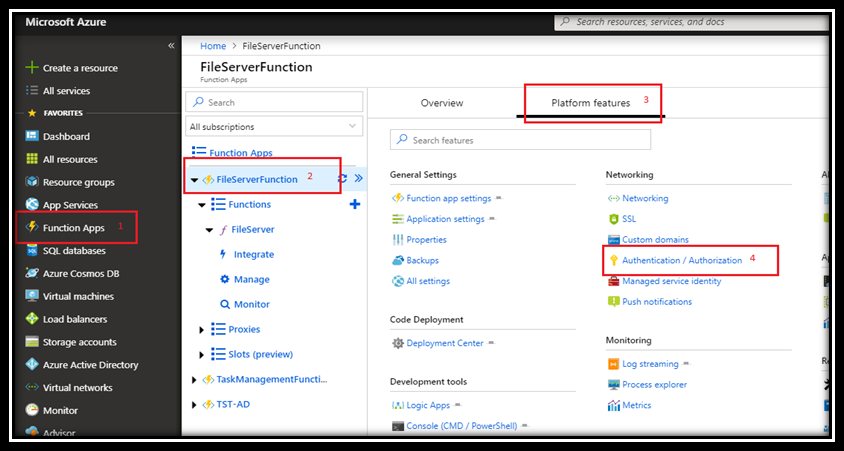 Microsoft Azure
Search resources, services, and docs
«
Create a resource
All services
FAVORITES
Dashboard
All resources
Resource groups
App Services
Function Apps 1
SQL databases
Azure Cosmos DB
Virtual machines
Load balancers
Storage accounts
Azure Active Directory
Virtual networks
Monitor
Advisor
Home > FileServerFunction
FileServerFunction
Function Apps
Search
All subscriptions
Function Apps
FileServerFunction 2
Functions
FileServer
Integrate
Manage
Monitor
Proxies
Slots (preview)
TaskManagementFuncti...
TST-AD
Overview
Platform features 3
Search features
General Settings
Function app settings
Application settings
Properties
Backups
All settings
Code Deployment
Deployment Center
Development tools
Logic Apps
Console (CMD / PowerShell)
Networking
Networking
SSL
Custom domains
Authentication / Authorization 4
Managed service identity
Push notifications
Monitoring
Log streaming
Process explorer
Metrics